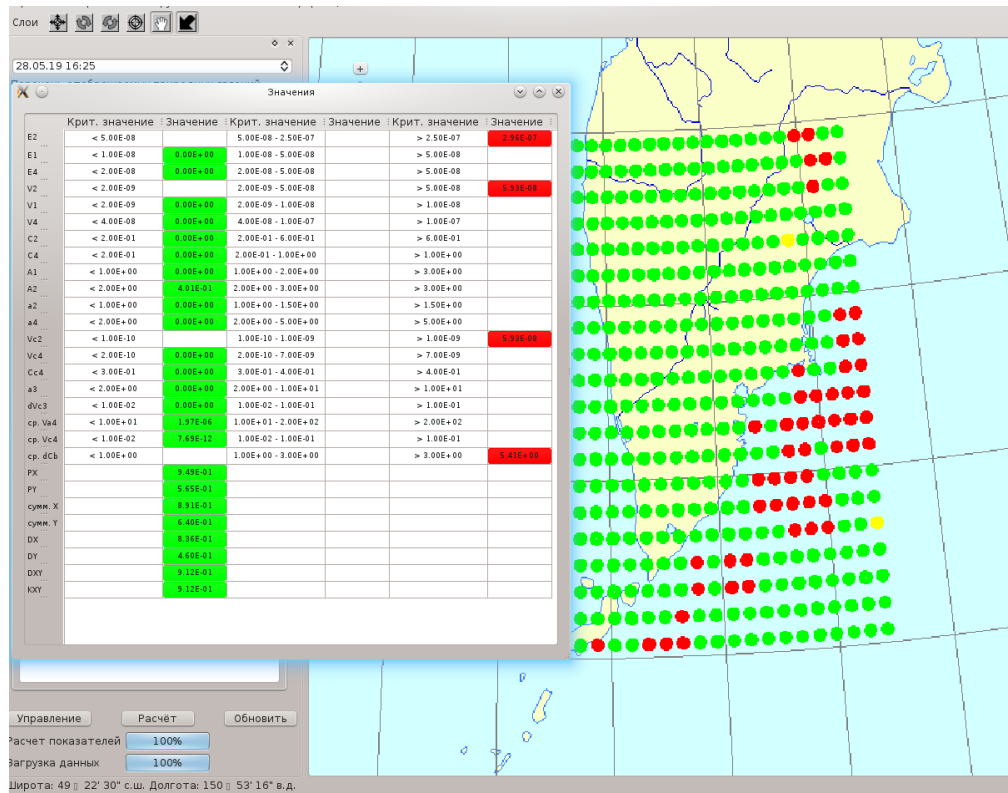 Слои
28.05.19 16:25
Значения
Крит. значение Значение Крит. значение Значение Крит. значение Значение
E2 ... < 5.00E-08 5.00E-08 - 2.50E-07 > 2.50E-07 2.96E-07
E1 ... < 1.00E-08 0.00E+00 1.00E-08 - 5.00E-08 > 5.00E-08
E4 ... < 2.00E-08 0.00E+00 2.00E-08 - 5.00E-08 > 5.00E-08
V2 ... < 2.00E-09 2.00E-09 - 5.00E-08 > 5.00E-08 5.93E-08
V1 ... < 2.00E-09 0.00E+00 2.00E-09 - 1.00E-08 > 1.00E-08
V4 ... < 4.00E-08 0.00E+00 4.00E-08 - 1.00E-07 > 1.00E-07
C2 ... < 2.00E-01 0.00E+00 2.00E-01 - 6.00E-01 > 6.00E-01
C4 ... < 2.00E-01 0.00E+00 2.00E-01 - 1.00E+00 > 1.00E+00
A1 ... < 1.00E+00 0.00E+00 1.00E+00 - 2.00E+00 > 3.00E+00
A2 ... < 2.00E+00 4.01E-01 2.00E+00 - 3.00E+00 > 3.00E+00
a2 ... < 1.00E+00 0.00E+00 1.00E+00 - 1.50E+00 > 1.50E+00
a4 ... < 2.00E+00 0.00E+00 2.00E+00 - 5.00E+00 > 5.00E+00
Vc2 ... < 1.00E-10 1.00E-10 - 1.00E-09 > 1.00E-09 5.93E-08
Vc4 ... < 2.00E-10 0.00E+00 2.00E-10 - 7.00E-09 > 7.00E-09
Cc4 ... < 3.00E-01 0.00E+00 3.00E-01 - 4.00E-01 > 4.00E-01
a3 ... < 2.00E+00 0.00E+00 2.00E+00 - 1.00E+01 > 1.00E+01
dVc3 ... < 1.00E-02 0.00E+00 1.00E-02 - 1.00E-01 > 1.00E-01
ср. Va4 ... < 1.00E+01 1.97E-06 1.00E+01 - 2.00E+02 > 2.00E+02
ср. Vc4 ... < 1.00E-02 7.69E-12 1.00E-02 - 1.00E-01 > 1.00E-01
ср. dCb ... < 1.00E+00 1.00E+00 - 3.00E+00 > 3.00E+00 5.41E+00
PX ... 9.49E-01
PY ... 5.65E-01
сумм. X ... 8.91E-01
сумм. Y ... 6.40E-01
DX ... 8.36E-01
DY ... 4.60E-01
DXY ... 9.12E-01
KXY ... 9.12E-01
Управление Расчёт Обновить
Расчет показателей 100%
Загрузка данных 100%
Широта: 49 ▯ 22' 30" с.ш. Долгота: 150 ▯ 53' 16" в.д.